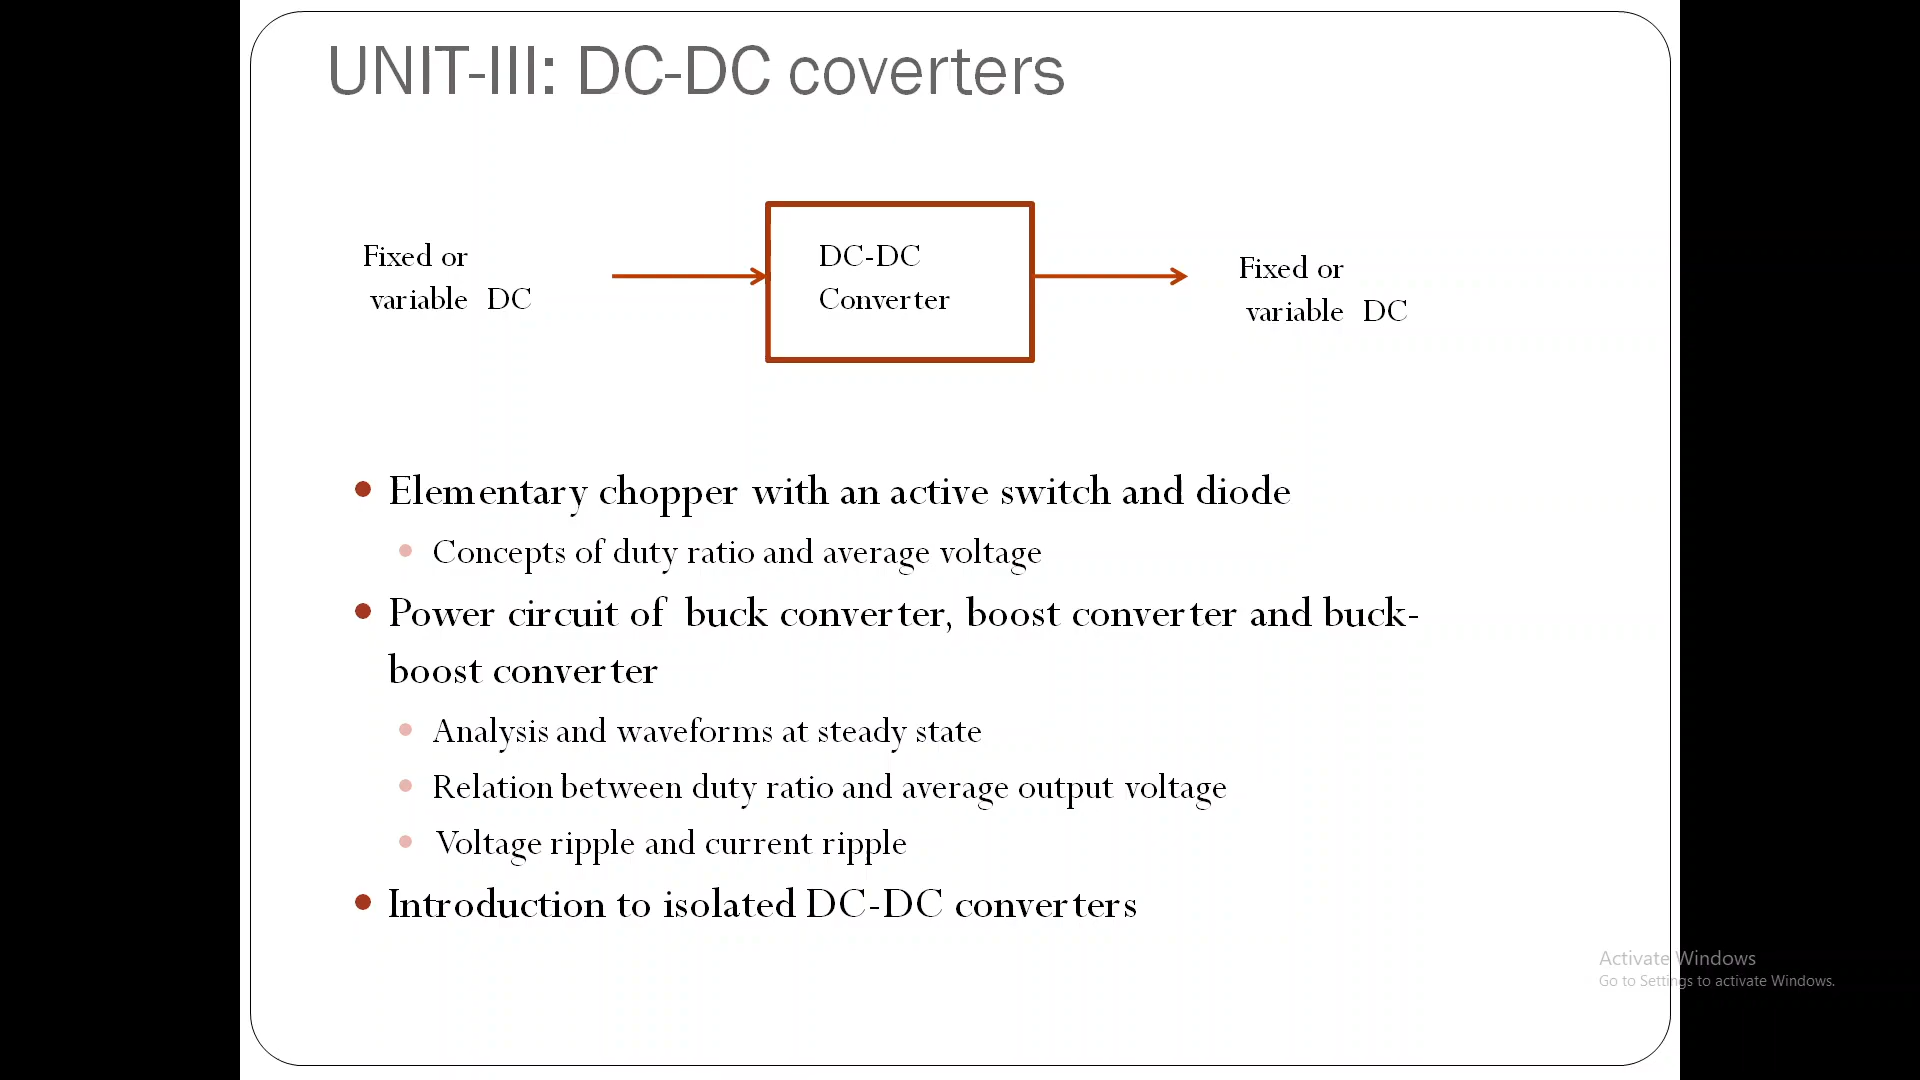 UNIT-III: DC-DC coverters
Fixed or
variable DC
DC-DC
Converter
Fixed or
variable DC
• Elementary chopper with an active switch and diode
• Concepts of duty ratio and average voltage
• Power circuit of buck converter, boost converter and buck-
boost converter
• Analysis and waveforms at steady state
• Relation between duty ratio and average output voltage
• Voltage ripple and current ripple
• Introduction to isolated DC-DC converters
Activate Windows
Go to Settings to activate Windows.